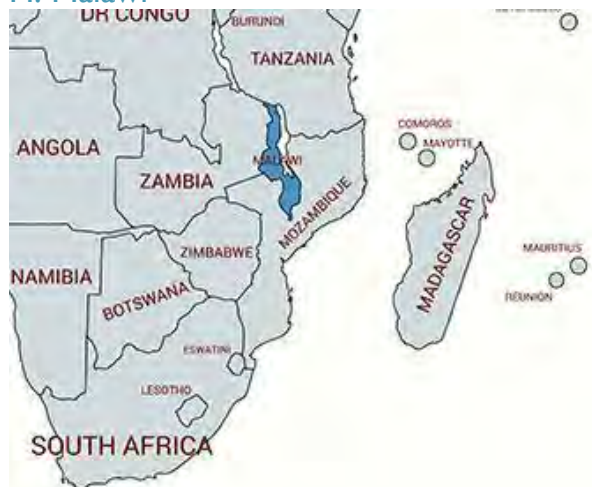 DR CONGO
BURUNDI
TANZANIA
COMOROS
MAYOTTE
ANGOLA
MALAWI
ZAMBIA
MOZAMBIQUE
MADAGASCAR
ZIMBABWE
MAURITIUS
NAMIBIA
BOTSWANA
RÉUNION
ESWATINI
LESOTHO
SOUTH AFRICA